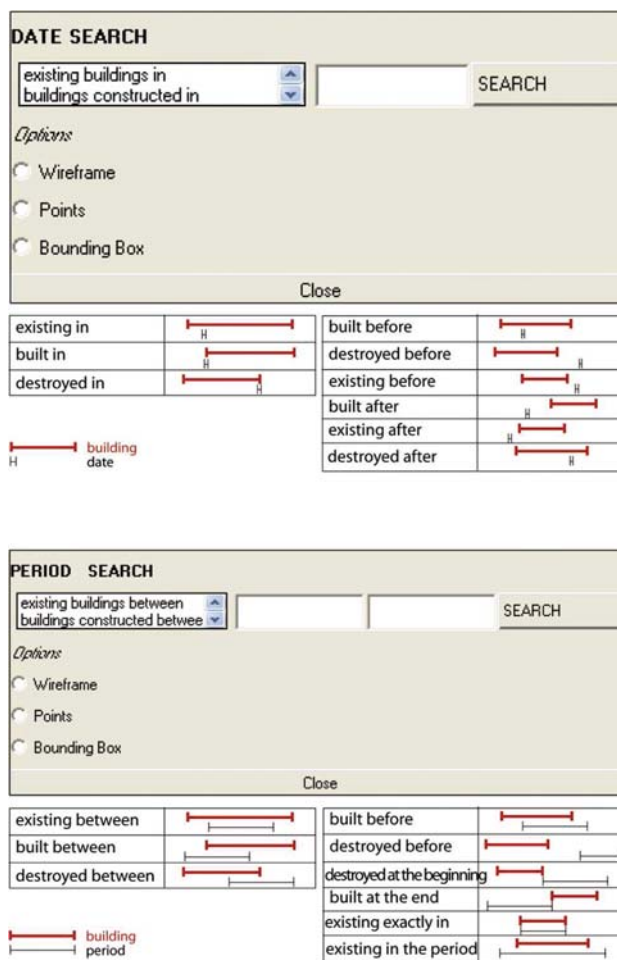 DATE SEARCH
existing buildings in
buildings constructed in
SEARCH
Options
Wireframe
Points
Bounding Box
Close
existing in
built in
destroyed in
building
date
built before
destroyed before
existing before
built after
existing after
destroyed after
PERIOD SEARCH
existing buildings between
buildings constructed betwee
SEARCH
Options
Wireframe
Points
Bounding Box
Close
existing between
built between
destroyed between
building
period
built before
destroyed before
destroyed at the beginning
built at the end
existing exactly in
existing in the period